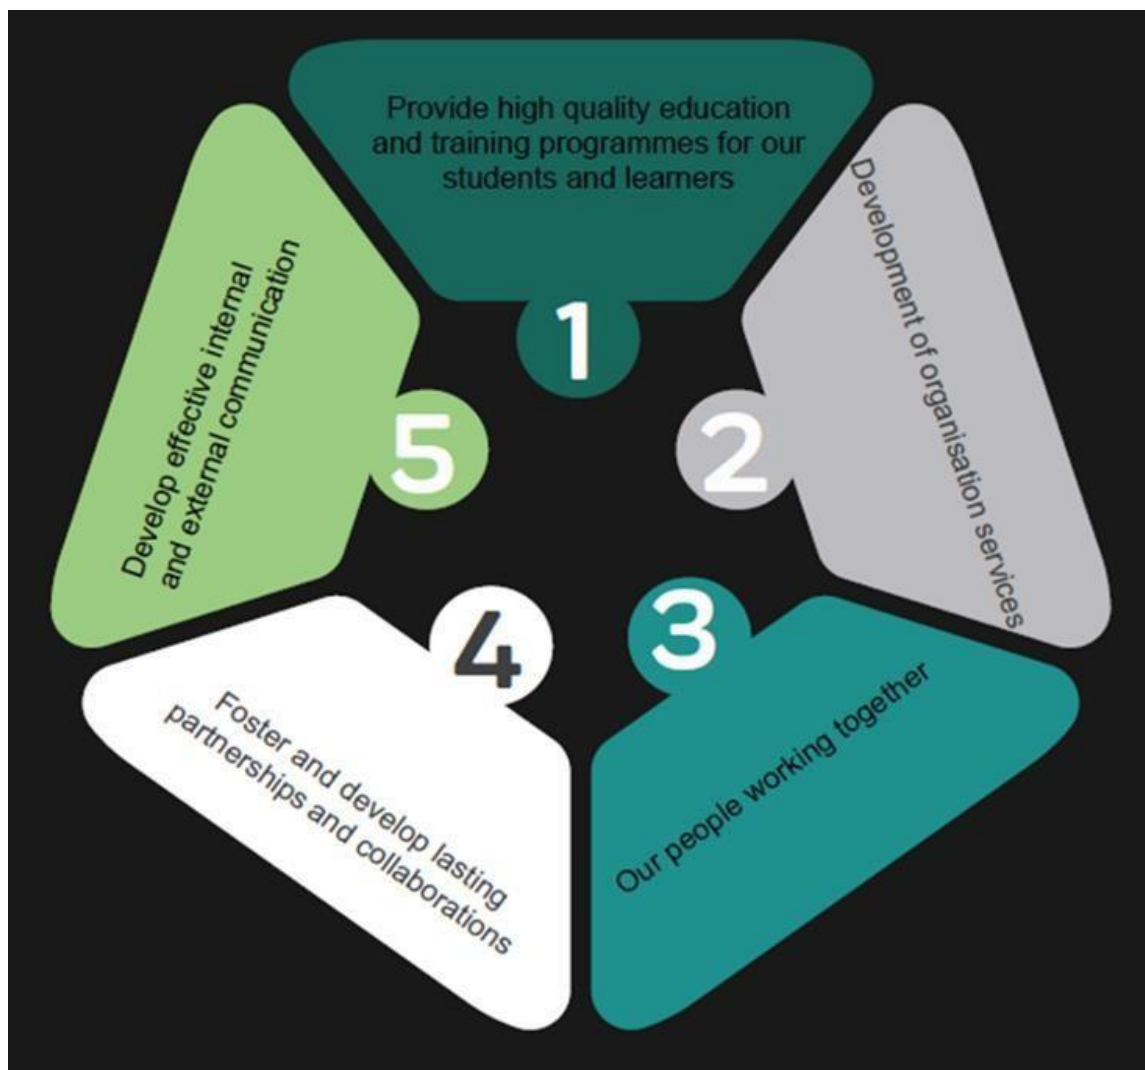 Provide high quality education
and training programmes for our
students and learners
1
Development of organisation services
2
Our people working together
3
Foster and develop lasting
partnerships and collaborations
4
Develop effective internal
and external communication
5